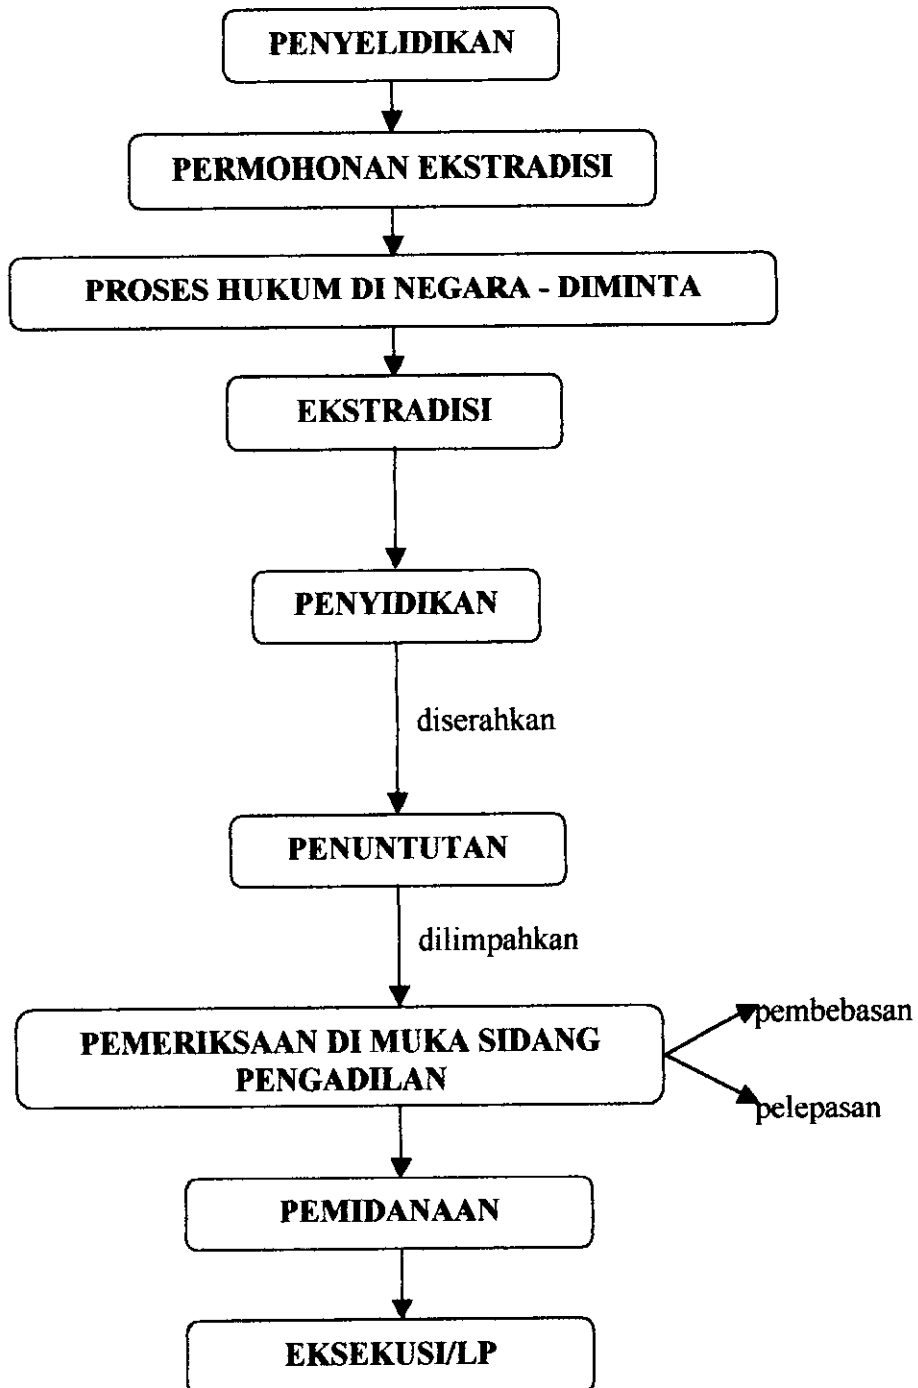 PENYELIDIKAN
PERMOHONAN EKSTRADISI
PROSES HUKUM DI NEGARA - DIMINTA
EKSTRADISI
PENYIDIKAN
diserahkan
PENUNTUTAN
dilimpahkan
PEMERIKSAAN DI MUKA SIDANG
PENGADILAN
pembebasan
pelepasan
PEMIDANAAN
EKSEKUSI/LP